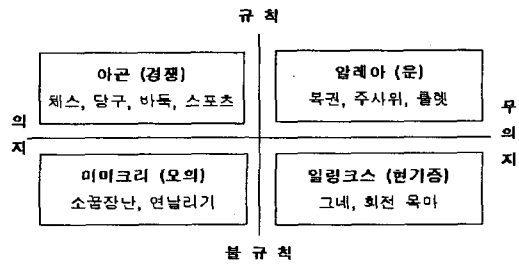 규 칙
아곤 (경쟁)
체스, 당구, 바둑, 스포츠
알레아 (운)
복권, 주사위, 룰렛
의
지
무
의
지
미미크리 (모의)
소꿉장난, 연날리기
일링크스 (현기증)
그네, 회전 목마
불 규 칙